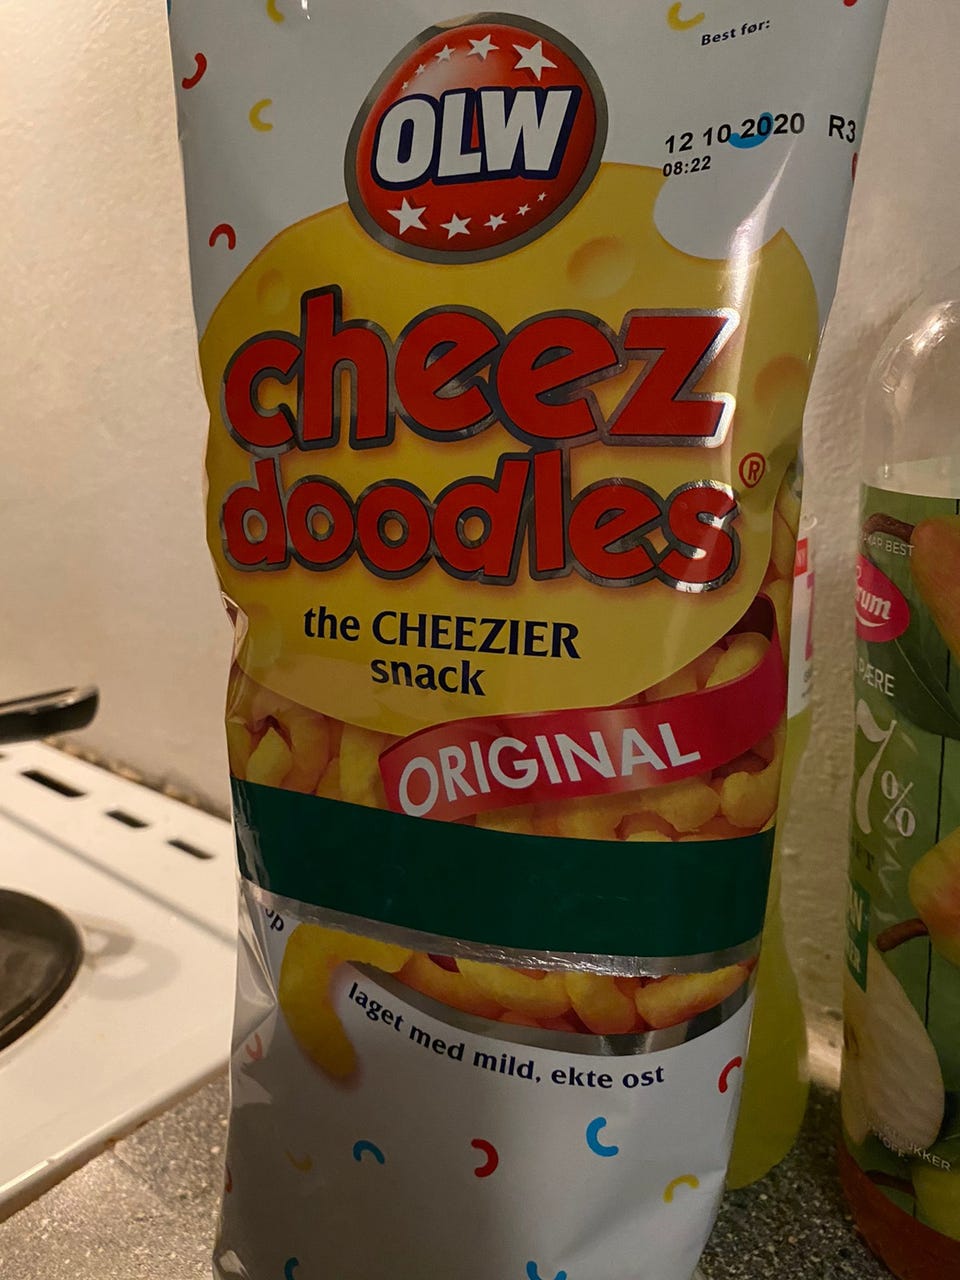 Best før:
OLW
12 10 2020 R3
08:22
cheez
doodles®
the CHEEZIER
snack
ORIGINAL
laget med mild, ekte ost
BEST
rum
PÆRE
7%